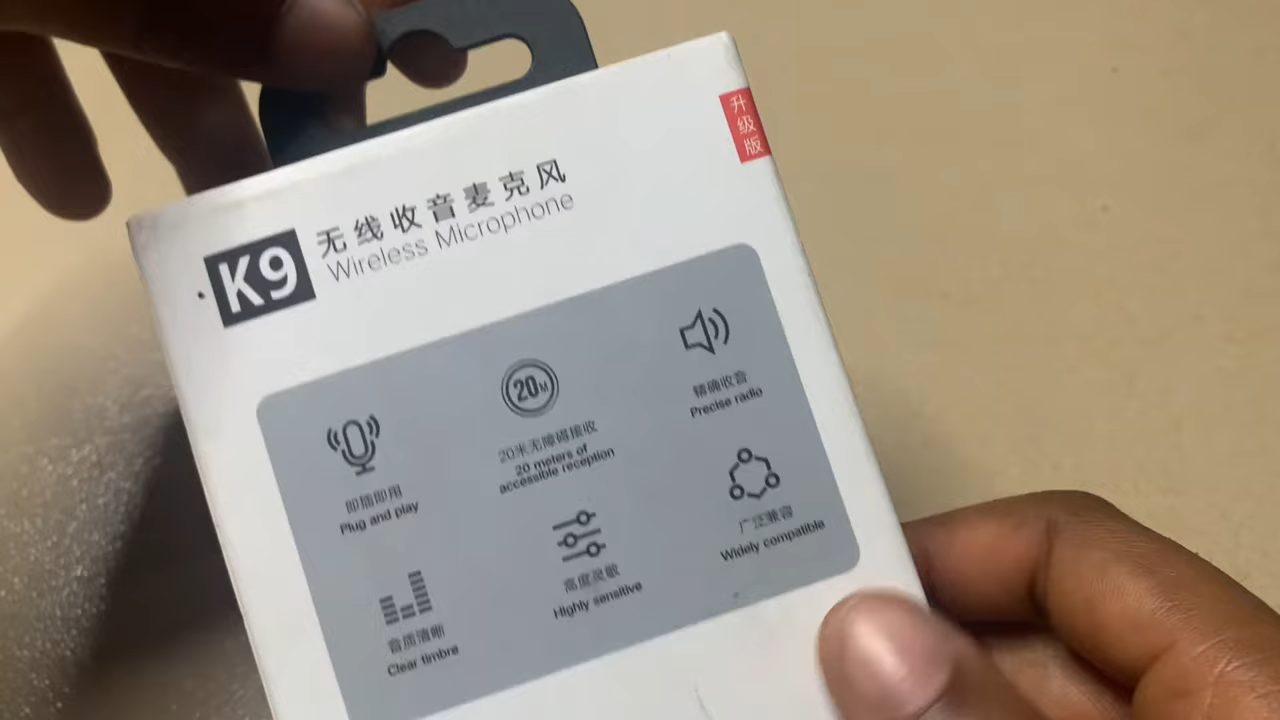 升级版
K9
无线收音麦克风
Wireless Microphone
即插即用
Plug and play
20M
20米无障碍接收
20 meters of
accessible reception
精确收音
Precise radio
音质清晰
Clear timbre
高度灵敏
Highly sensitive
广泛兼容
Widely compatible